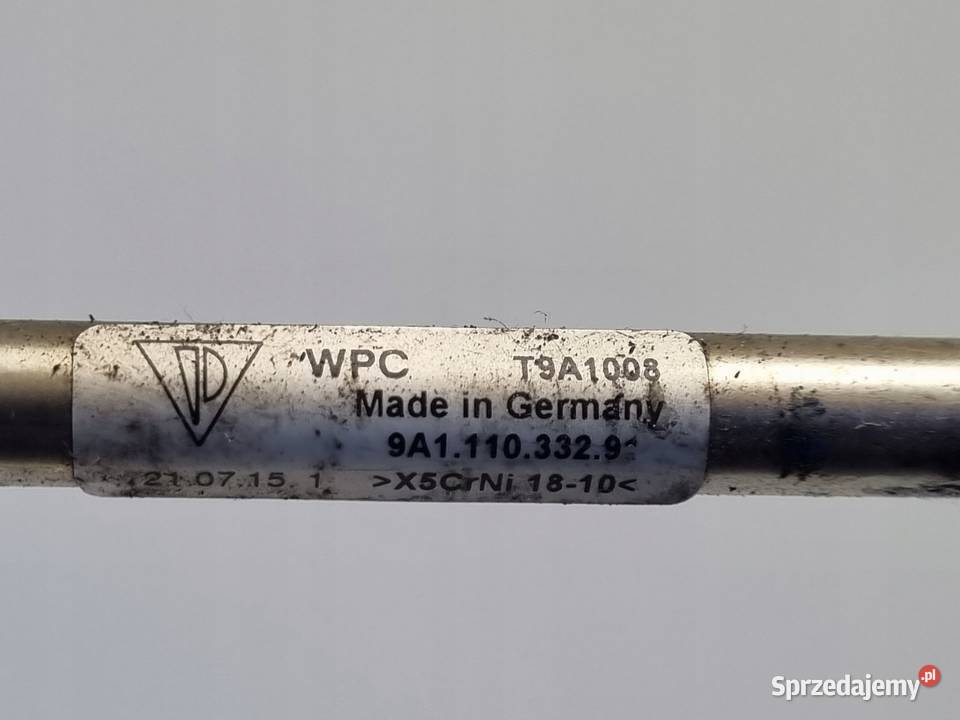 WPC T9A1008
Made in Germany
9A1.110.332.9
21.07.15. 1 >X5CrNi 18-10<
Sprzedajemy.pl